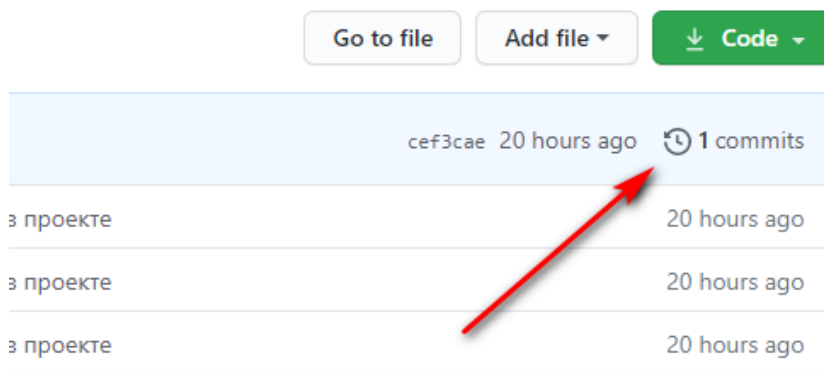 Go to file Add file Code
cef3cae 20 hours ago 1 commits
в проекте 20 hours ago
в проекте 20 hours ago
в проекте 20 hours ago